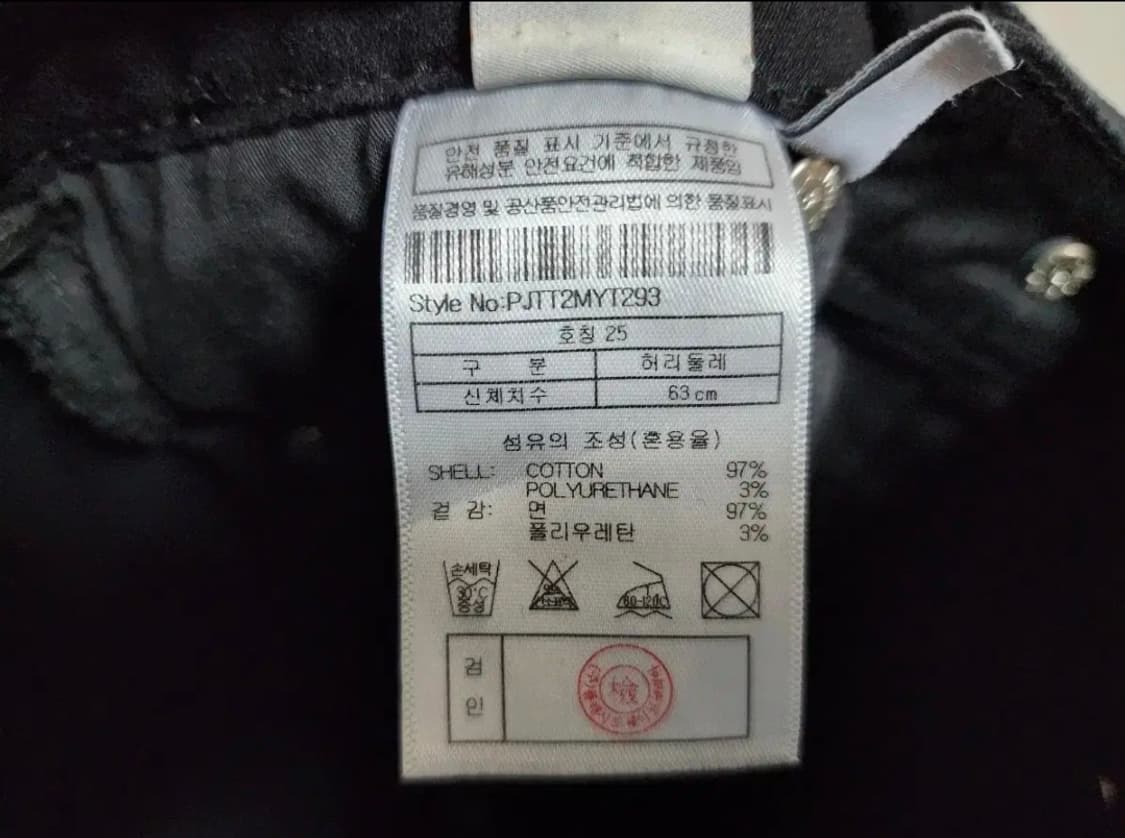 안전 품질 표시 기준에서 규정한
유해성분 안전요건에 적합한 제품임
품질경영 및 공산품안전관리법에 의한 품질표시
Style No:PJTT2MYT293
호칭 25
구 분 허리둘레
신체치수 63 cm
섬유의 조성(혼용율)
SHELL: COTTON 97%
POLYURETHANE 3%
겉 감: 면 97%
폴리우레탄 3%
손세탁
30°C
중성
80-120C
검
인